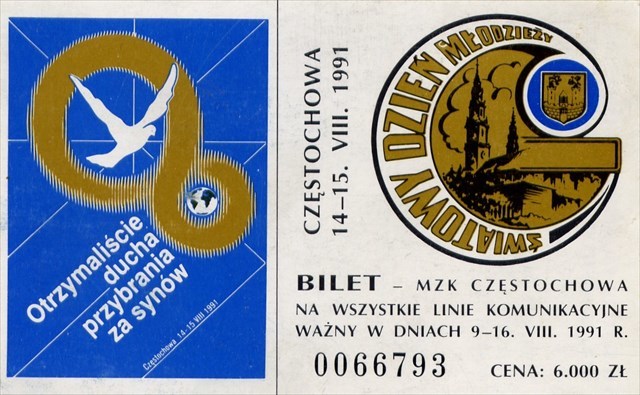 Otrzymaliście
ducha
przybrania
za synów
Częstochowa 14-15 VIII 1991
CZĘSTOCHOWA
14–15. VIII. 1991
ŚWIATOWY DZIEŃ MŁODZIEŻY
BILET – MZK CZĘSTOCHOWA
NA WSZYSTKIE LINIE KOMUNIKACYJNE
WAŻNY W DNIACH 9–16. VIII. 1991 R.
0066793 CENA: 6.000 ZŁ